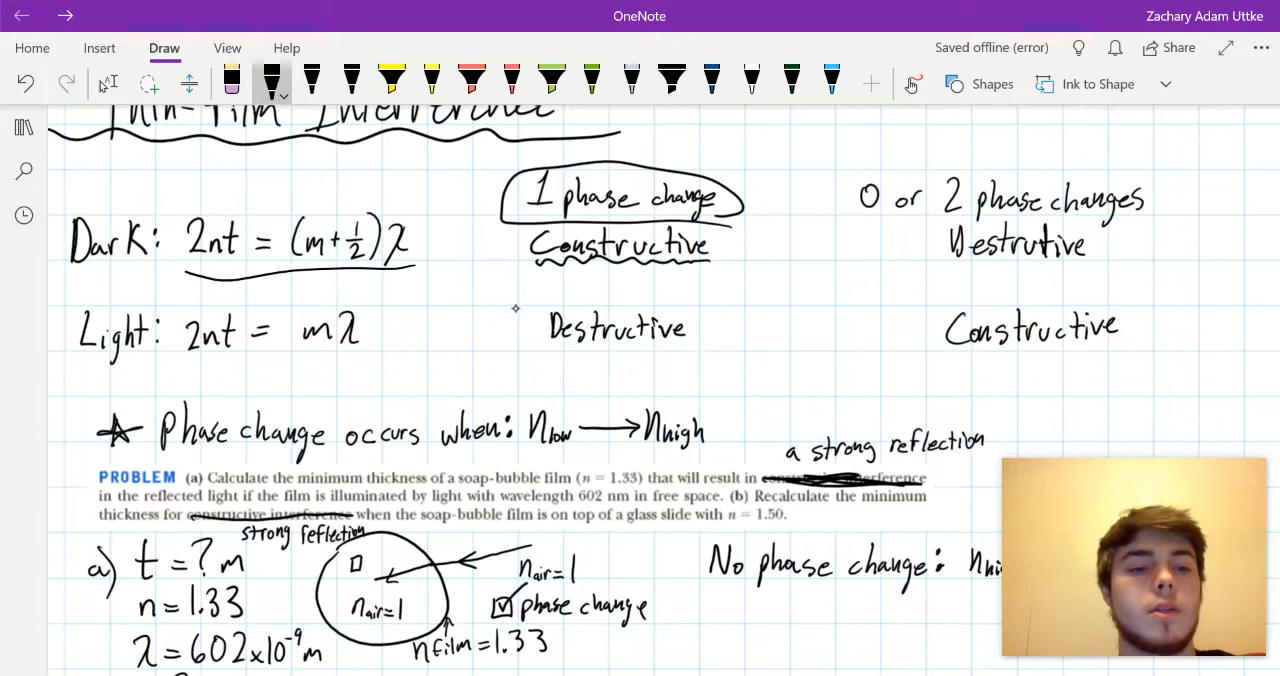 OneNote
Zachary Adam Uttke
Home Insert Draw View Help
Saved offline (error)
Share
Shapes
Ink to Shape
Thin-Film Interference
1 phase change
0 or 2 phase changes
Dark: 2nt = (m+½)λ
Constructive
Destrutive
Light: 2nt = mλ
Destructive
Constructive
★ Phase change occurs when: nlow → nhigh
a strong reflection
PROBLEM (a) Calculate the minimum thickness of a soap-bubble film (n = 1.33) that will result in
in the reflected light if the film is illuminated by light with wavelength 602 nm in free space. (b) Recalculate the minimum
thickness for constructive interference when the soap-bubble film is on top of a glass slide with n = 1.50.
strong reflection
a) t = ? m
nair=1
No phase change:
n = 1.33
nair=1
☑ phase change
λ = 602x10⁻⁹ m
nfilm = 1.33